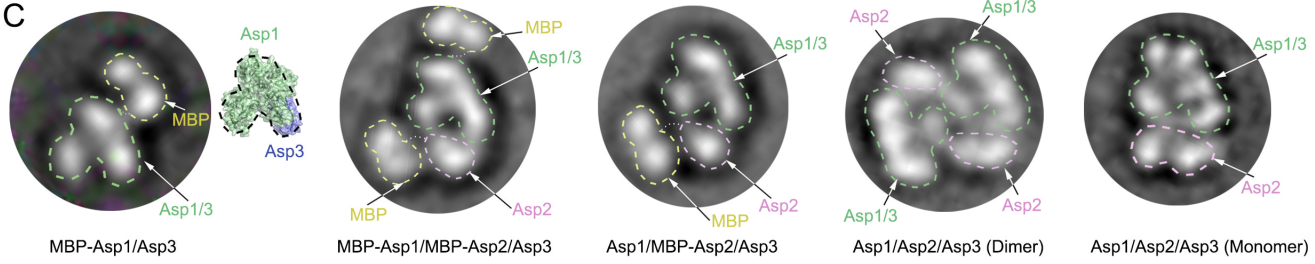 C
MBP
Asp1/3
Asp1
Asp3
MBP
Asp1/3
MBP
Asp2
Asp1/3
Asp2
MBP
Asp2
Asp1/3
Asp1/3
Asp2
Asp1/3
Asp2
MBP-Asp1/Asp3
MBP-Asp1/MBP-Asp2/Asp3
Asp1/MBP-Asp2/Asp3
Asp1/Asp2/Asp3 (Dimer)
Asp1/Asp2/Asp3 (Monomer)